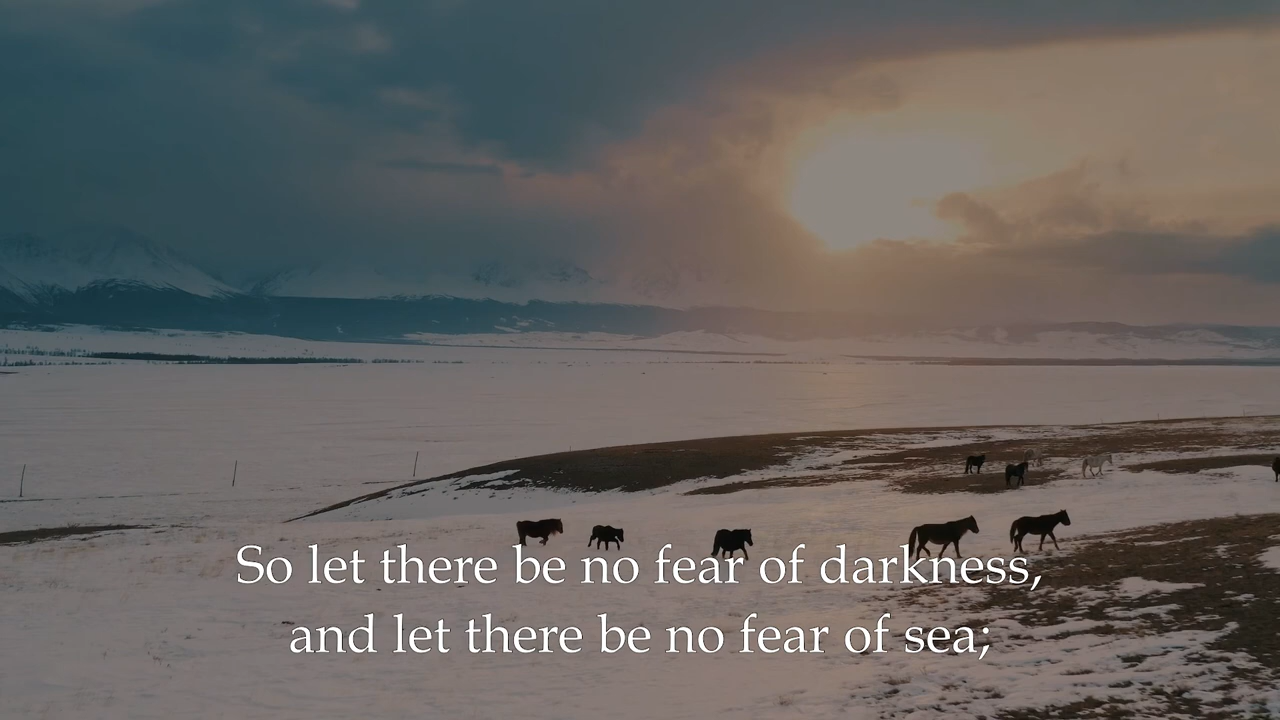 So let there be no fear of darkness,
and let there be no fear of sea;